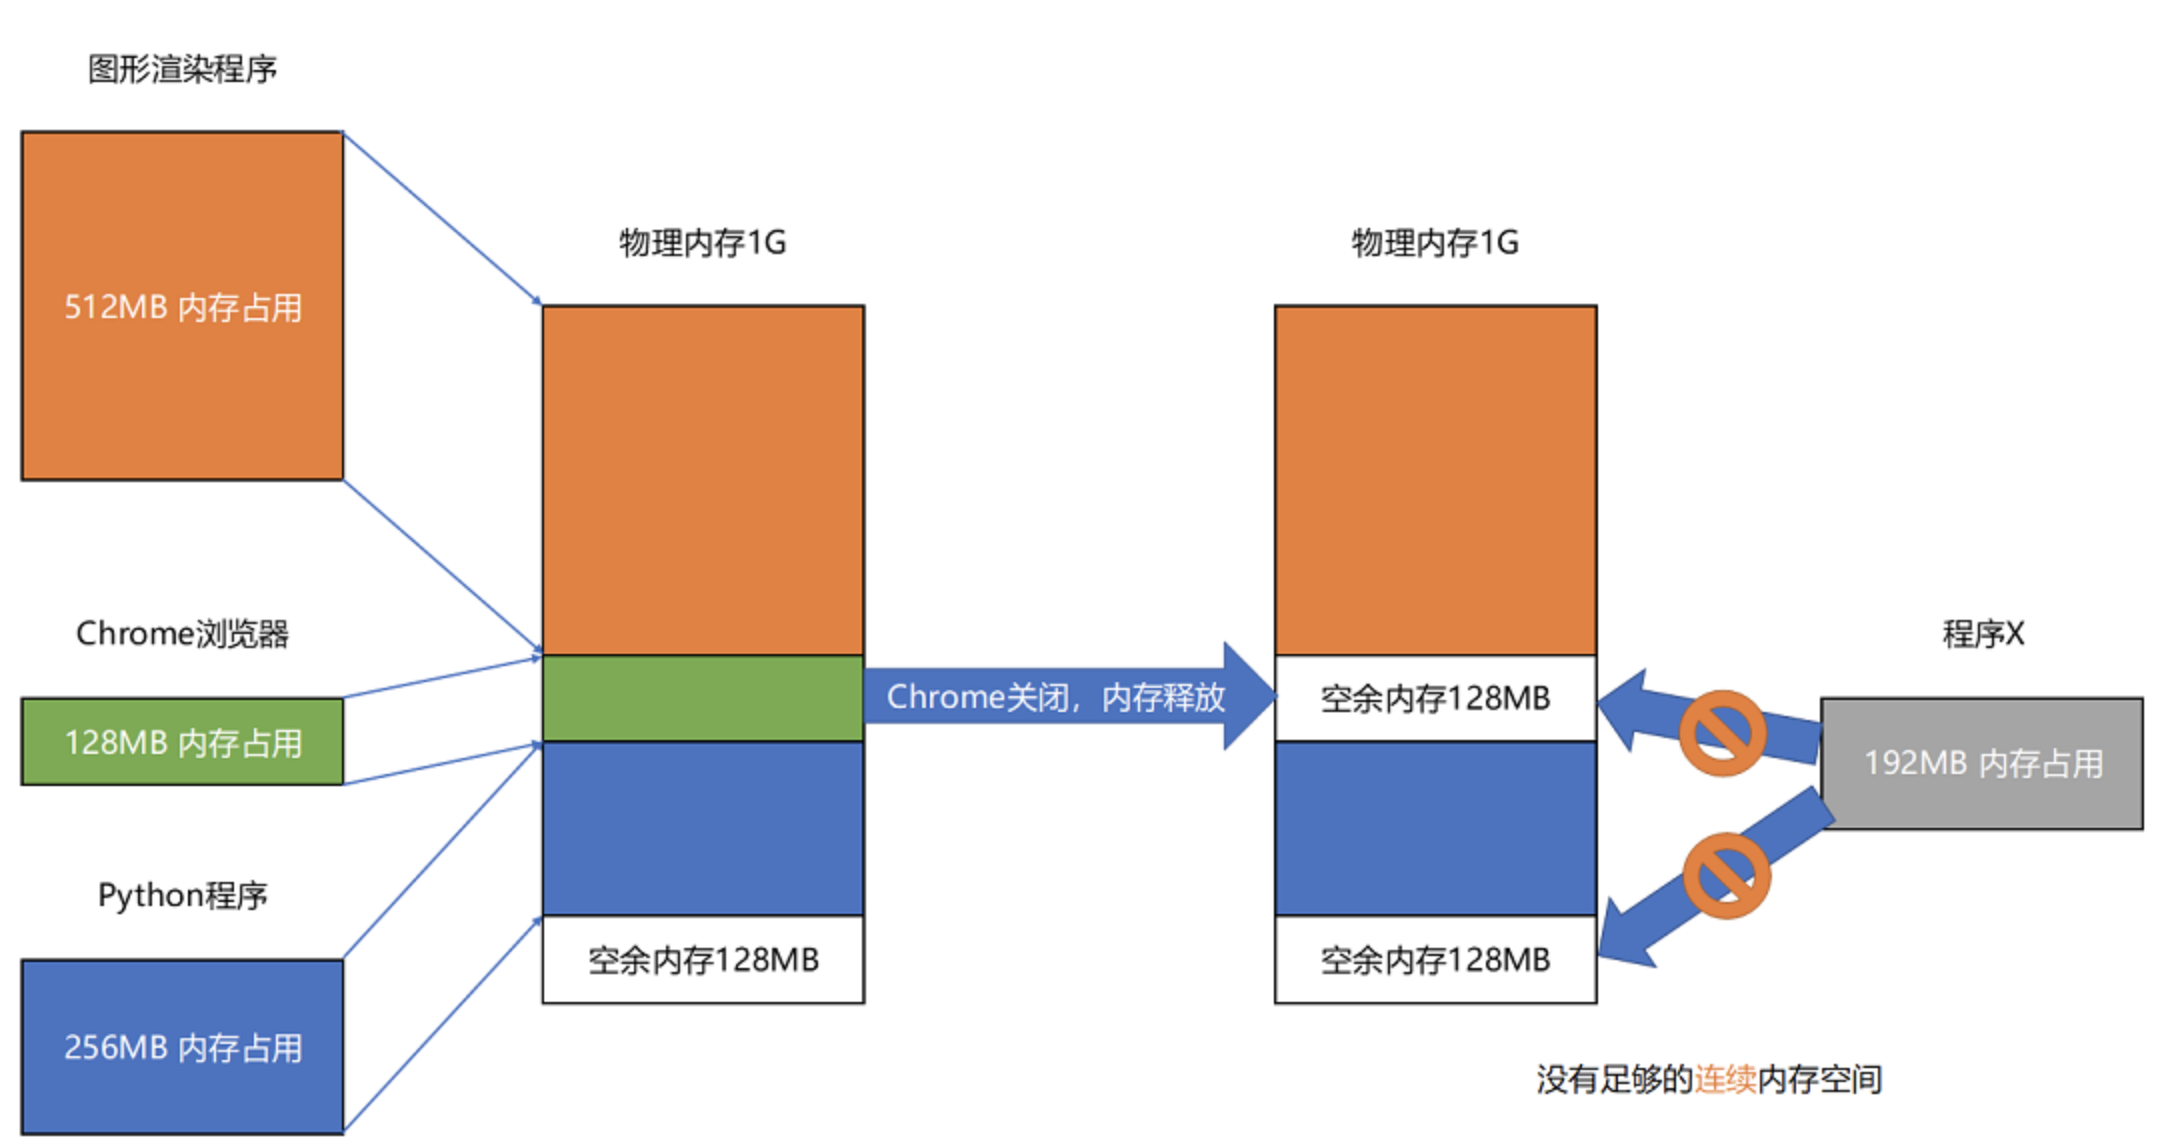 图形渲染程序
512MB 内存占用
Chrome浏览器
128MB 内存占用
Python程序
256MB 内存占用
物理内存1G
空余内存128MB
Chrome关闭，内存释放
物理内存1G
空余内存128MB
空余内存128MB
程序X
192MB 内存占用
没有足够的连续内存空间